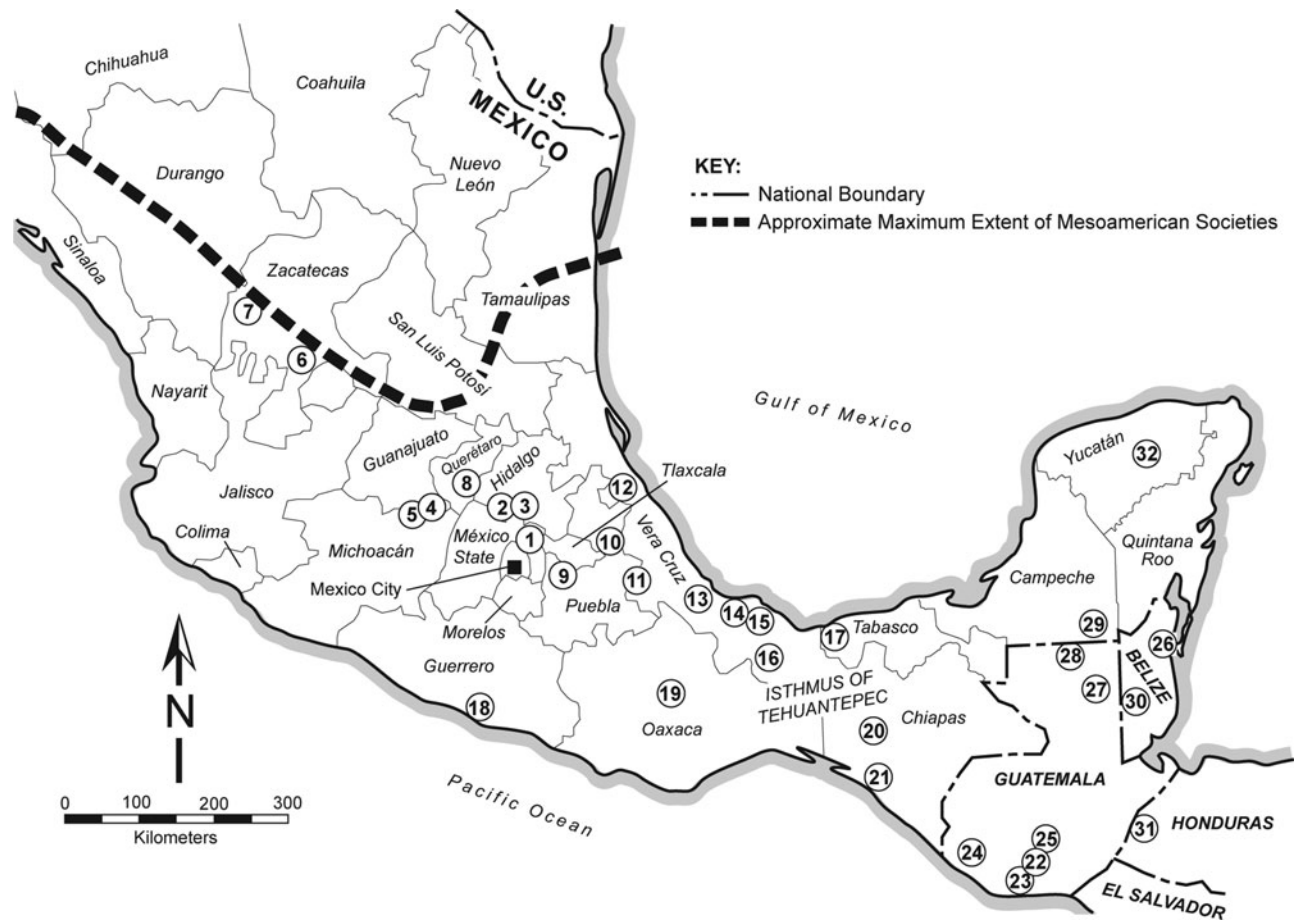 Chihuahua
Coahuila
U.S.
MEXICO
Nuevo
León
Durango
KEY:
National Boundary
Approximate Maximum Extent of Mesoamerican Societies
Sinaloa
Zacatecas
Tamaulipas
7
San Luis Potosí
6
Nayarit
Gulf of Mexico
Guanajuato
Querétaro
Hidalgo
Tlaxcala
Yucatán
32
8
12
Jalisco
5
4
2
3
Vera Cruz
Colima
Michoacán
México
State
1
10
Quintana
Roo
Mexico City
9
11
Campeche
Puebla
13
14
15
Morelos
17
Tabasco
29
26
28
BELIZE
Guerrero
16
27
30
N
18
19
Oaxaca
ISTHMUS OF
TEHUANTEPEC
Chiapas
20
21
GUATEMALA
Pacific Ocean
0 100 200 300
Kilometers
31
HONDURAS
25
24
22
23
EL SALVADOR